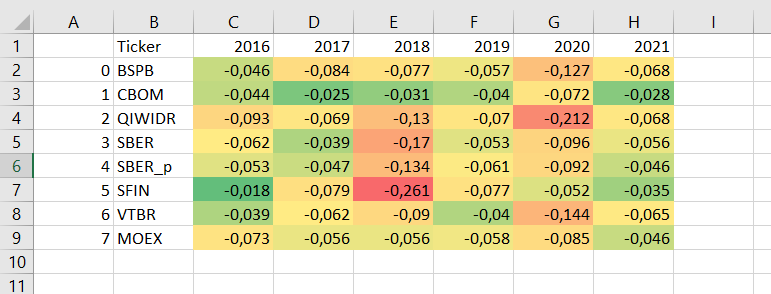 A B C D E F G H I
1 Ticker 2016 2017 2018 2019 2020 2021
2 0 BSPB -0,046 -0,084 -0,077 -0,057 -0,127 -0,068
3 1 CBOM -0,044 -0,025 -0,031 -0,04 -0,072 -0,028
4 2 QIWIDR -0,093 -0,069 -0,13 -0,07 -0,212 -0,068
5 3 SBER -0,062 -0,039 -0,17 -0,053 -0,096 -0,056
6 4 SBER_p -0,053 -0,047 -0,134 -0,061 -0,092 -0,046
7 5 SFIN -0,018 -0,079 -0,261 -0,077 -0,052 -0,035
8 6 VTBR -0,039 -0,062 -0,09 -0,04 -0,144 -0,065
9 7 MOEX -0,073 -0,056 -0,056 -0,058 -0,085 -0,046
10
11